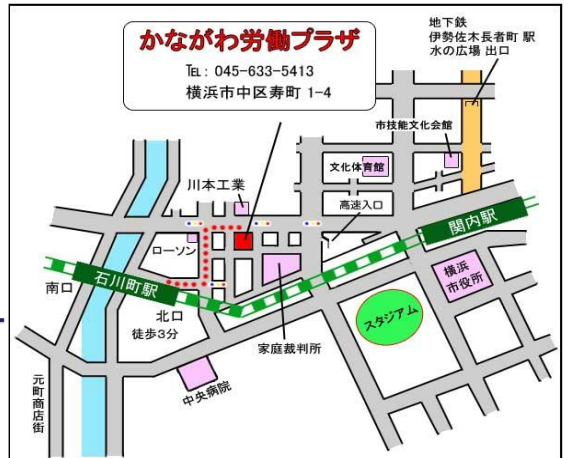 かながわ労働プラザ
TEL: 045-633-5413
横浜市中区寿町 1-4
地下鉄
伊勢佐木長者町 駅
水の広場 出口
市技能文化会館
文化体育館
川本工業
高速入口
ローソン
関内駅
石川町駅
南口
北口
徒歩3分
横浜
市役所
スタジアム
家庭裁判所
中央病院
元町商店街